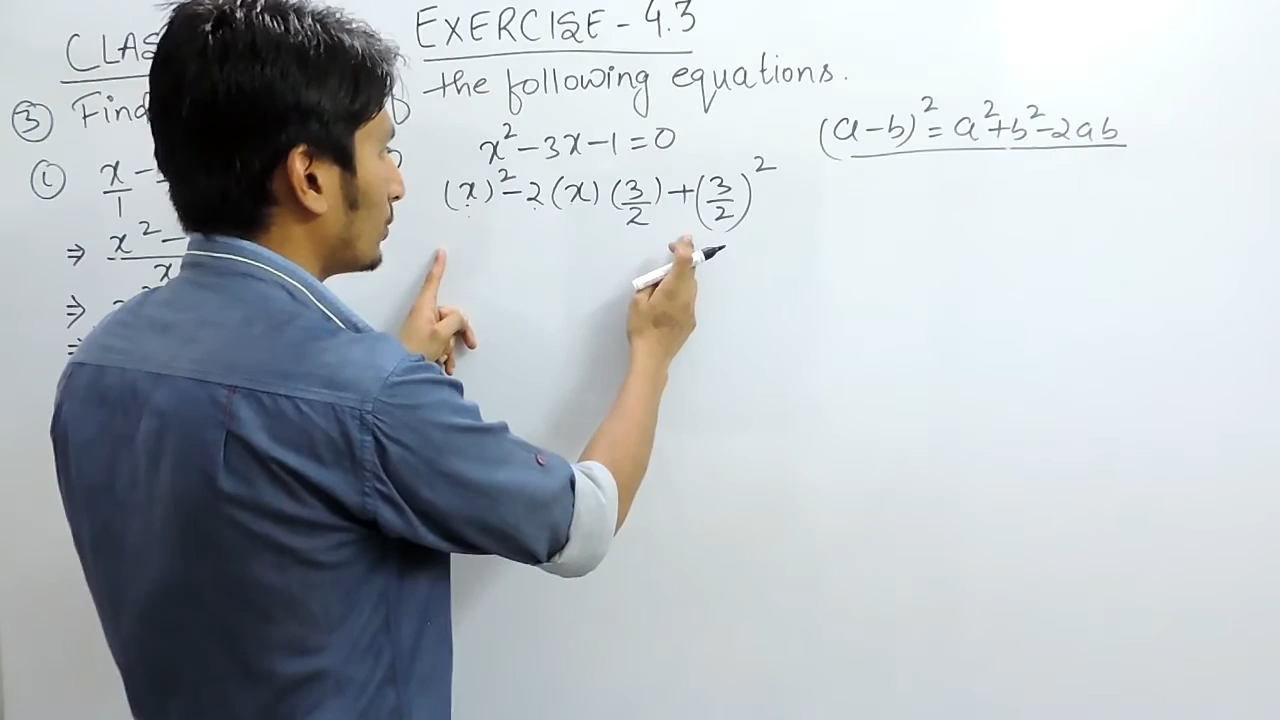 CLAS EXERCISE - 4.3
③ Find the following equations.
x² - 3x - 1 = 0
(a-b)² = a² + b² - 2ab
① x/1 -
(x)² - 2(x)(3/2) + (3/2)²
⇒ x² -
⇒